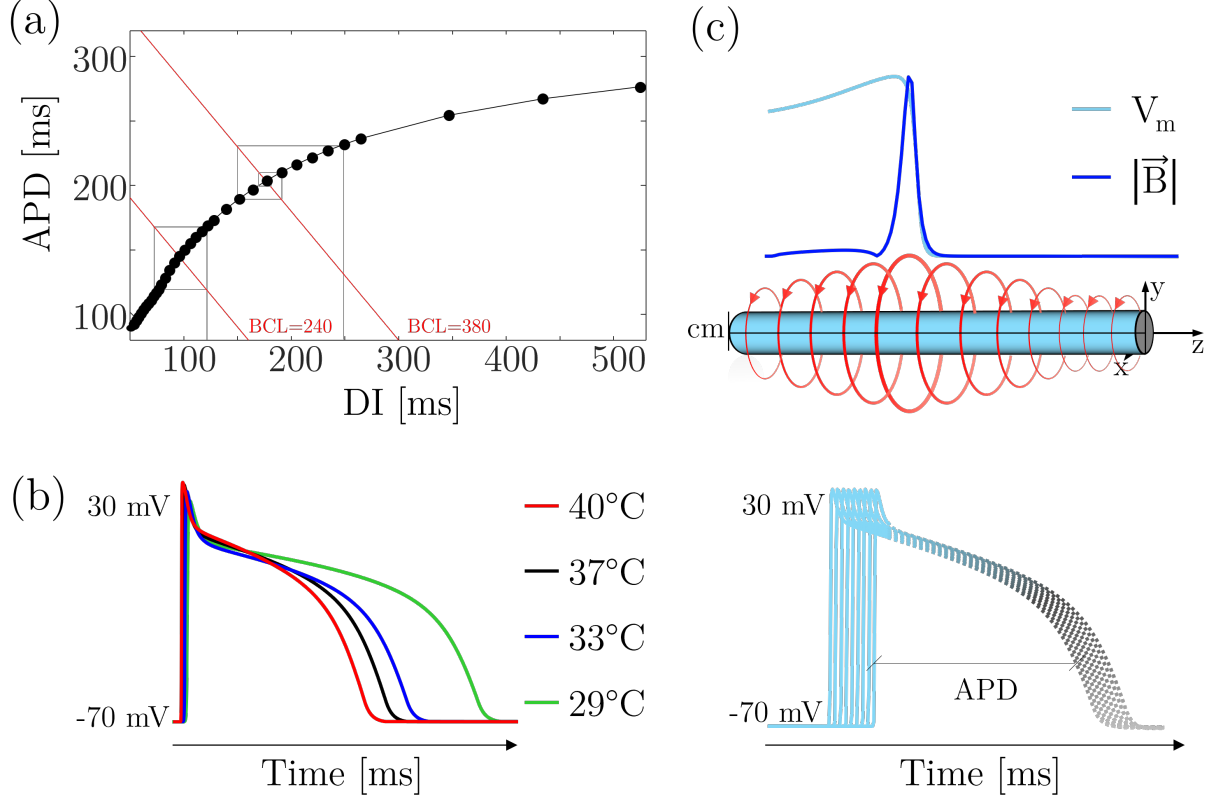 (a)
300
200
100
APD [ms]
BCL=240
BCL=380
100
200
300
400
500
DI [ms]
(c)
V_m
|B⃗|
cm
y
x
z
(b)
30 mV
-70 mV
40°C
37°C
33°C
29°C
Time [ms]
30 mV
-70 mV
APD
Time [ms]